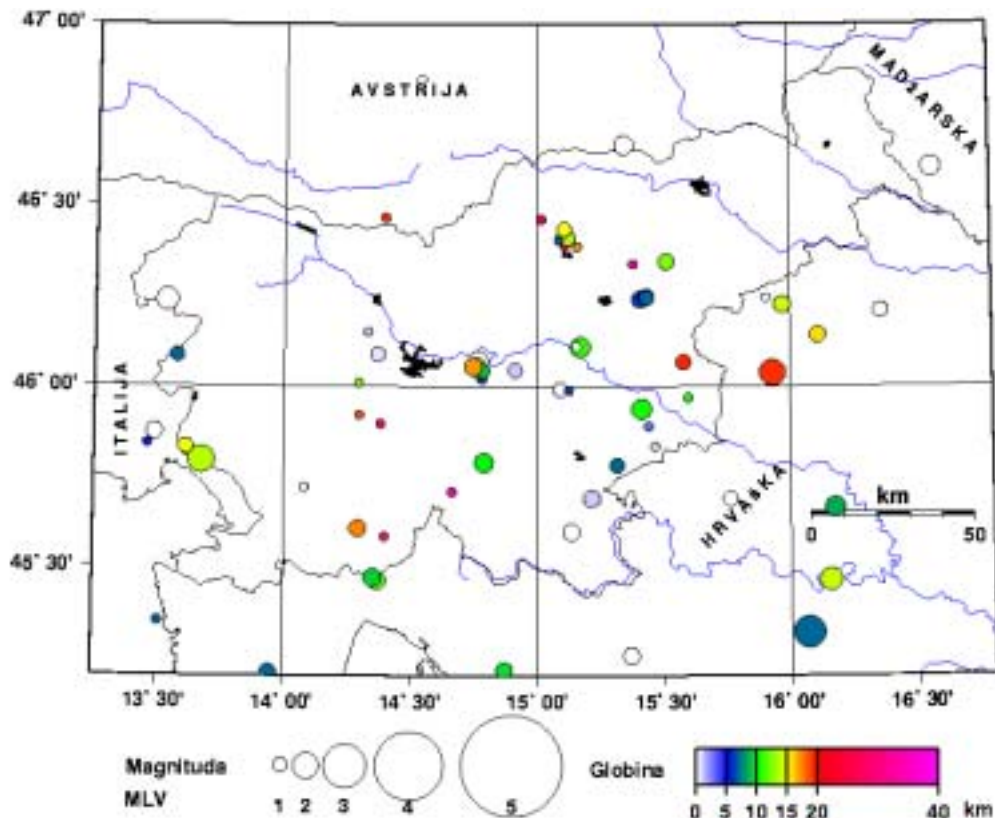 47° 00'
AVSTRIJA
MADŽARSKA
46° 30'
46° 00'
ITALIJA
HRVAŠKA
km
0 50
45° 30'
13° 30' 14° 00' 14° 30' 15° 00' 15° 30' 16° 00' 16° 30'
Magnituda
MLV
1 2 3 4 5
Globina
0 5 10 15 20 40 km